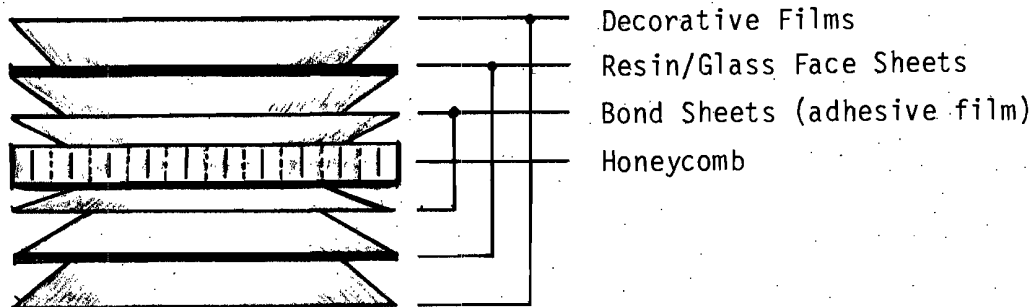 Decorative Films
Resin/Glass Face Sheets
Bond Sheets (adhesive film)
Honeycomb